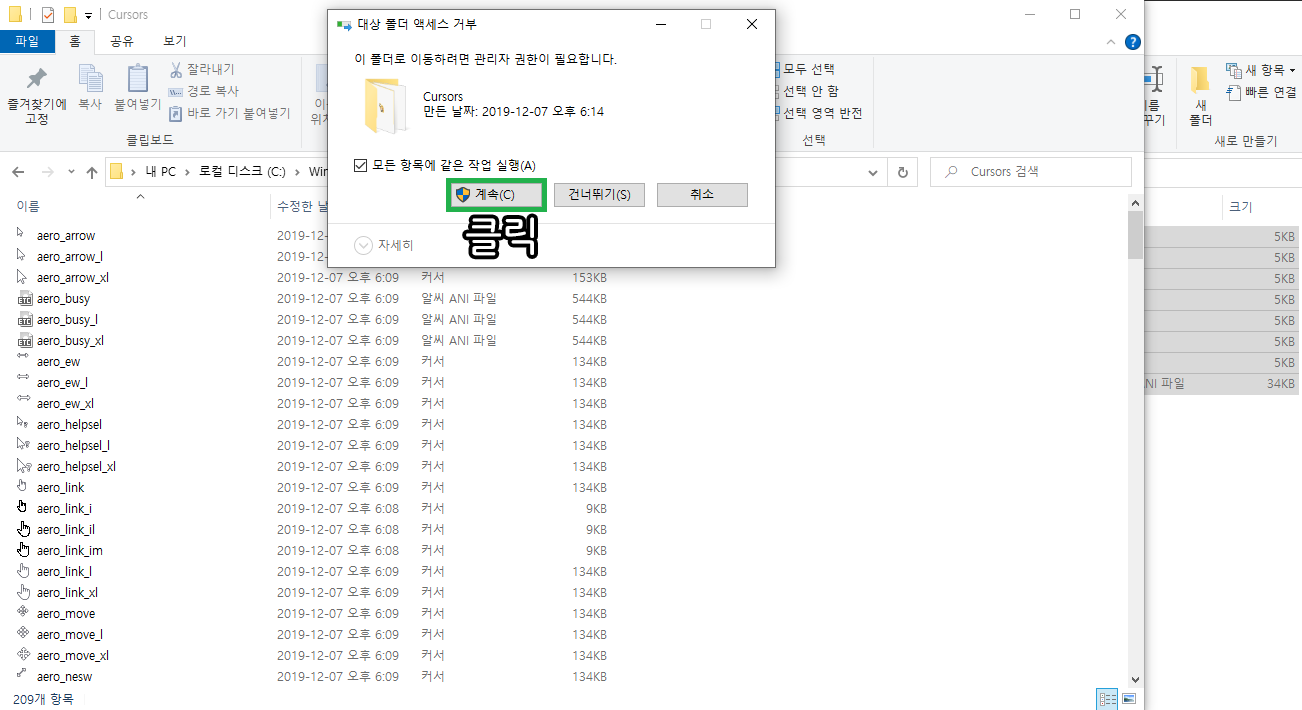 Cursors
파일 홈 공유 보기
즐겨찾기에 고정
복사
붙여넣기
잘라내기
경로 복사
바로 가기 붙여넣기
클립보드
모두 선택
선택 안 함
선택 영역 반전
선택
새 폴더
새 항목
빠른 연결
새로 만들기
대상 폴더 액세스 거부
이 폴더로 이동하려면 관리자 권한이 필요합니다.
Cursors
만든 날짜: 2019-12-07 오후 6:14
모든 항목에 같은 작업 실행(A)
계속(C) 건너뛰기(S) 취소
클릭
자세히
내 PC > 로컬 디스크 (C:) > Win
Cursors 검색
이름 수정한 날 크기
aero_arrow 2019-12- 5KB
aero_arrow_l 2019-12- 5KB
aero_arrow_xl 2019-12-07 오후 6:09 커서 153KB 5KB
aero_busy 2019-12-07 오후 6:09 알씨 ANI 파일 544KB 5KB
aero_busy_l 2019-12-07 오후 6:09 알씨 ANI 파일 544KB 5KB
aero_busy_xl 2019-12-07 오후 6:09 알씨 ANI 파일 544KB 5KB
aero_ew 2019-12-07 오후 6:09 커서 134KB 5KB
aero_ew_l 2019-12-07 오후 6:09 커서 134KB ANI 파일 34KB
aero_ew_xl 2019-12-07 오후 6:09 커서 134KB
aero_helpsel 2019-12-07 오후 6:09 커서 134KB
aero_helpsel_l 2019-12-07 오후 6:09 커서 134KB
aero_helpsel_xl 2019-12-07 오후 6:09 커서 134KB
aero_link 2019-12-07 오후 6:09 커서 134KB
aero_link_i 2019-12-07 오후 6:08 커서 9KB
aero_link_il 2019-12-07 오후 6:08 커서 9KB
aero_link_im 2019-12-07 오후 6:08 커서 9KB
aero_link_l 2019-12-07 오후 6:09 커서 134KB
aero_link_xl 2019-12-07 오후 6:09 커서 134KB
aero_move 2019-12-07 오후 6:09 커서 134KB
aero_move_l 2019-12-07 오후 6:09 커서 134KB
aero_move_xl 2019-12-07 오후 6:09 커서 134KB
aero_nesw 2019-12-07 오후 6:09 커서 134KB
209개 항목